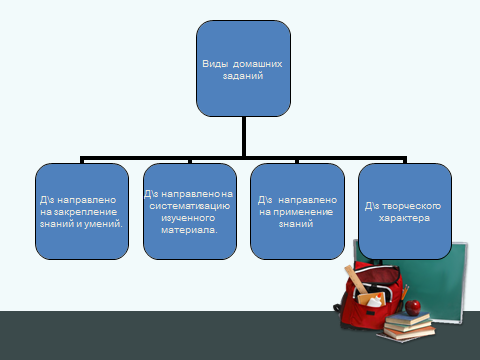 Виды домашних
заданий
Д\з направлено
на закрепление
знаний и умений.
Д\з направлено на
систематизацию
изученного
материала.
Д\з направлено
на применение
знаний
Д\з творческого
характера